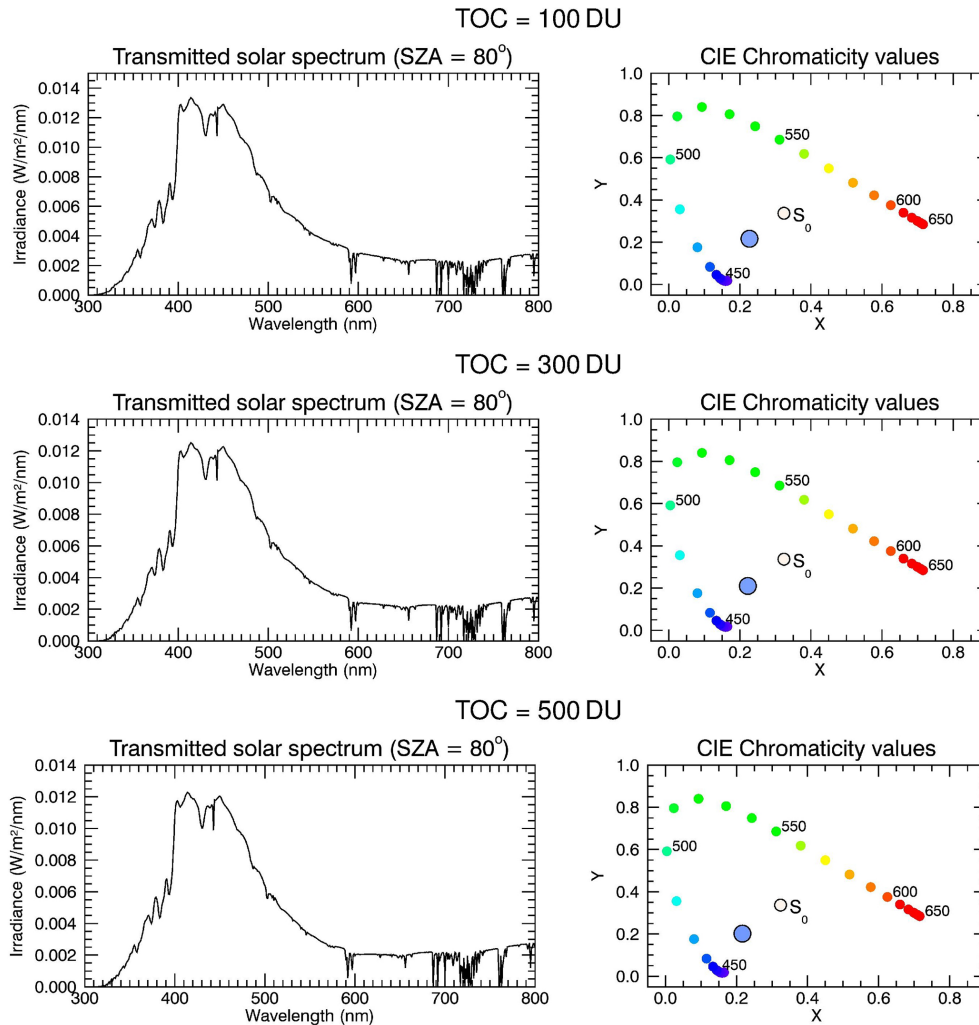 TOC = 100 DU
Transmitted solar spectrum (SZA = 80°)
CIE Chromaticity values
Irradiance (W/m²/nm)
0.014
0.012
0.010
0.008
0.006
0.004
0.002
0.000
300 400 500 600 700 800
Wavelength (nm)
Y
1.0
0.8
0.6
0.4
0.2
0.0
550
500
600
650
S₀
450
0.0 0.2 0.4 0.6 0.8
X
TOC = 300 DU
Transmitted solar spectrum (SZA = 80°)
CIE Chromaticity values
Irradiance (W/m²/nm)
0.014
0.012
0.010
0.008
0.006
0.004
0.002
0.000
300 400 500 600 700 800
Wavelength (nm)
Y
1.0
0.8
0.6
0.4
0.2
0.0
550
500
600
650
S₀
450
0.0 0.2 0.4 0.6 0.8
X
TOC = 500 DU
Transmitted solar spectrum (SZA = 80°)
CIE Chromaticity values
Irradiance (W/m²/nm)
0.014
0.012
0.010
0.008
0.006
0.004
0.002
0.000
300 400 500 600 700 800
Wavelength (nm)
Y
1.0
0.8
0.6
0.4
0.2
0.0
550
500
600
650
S₀
450
0.0 0.2 0.4 0.6 0.8
X